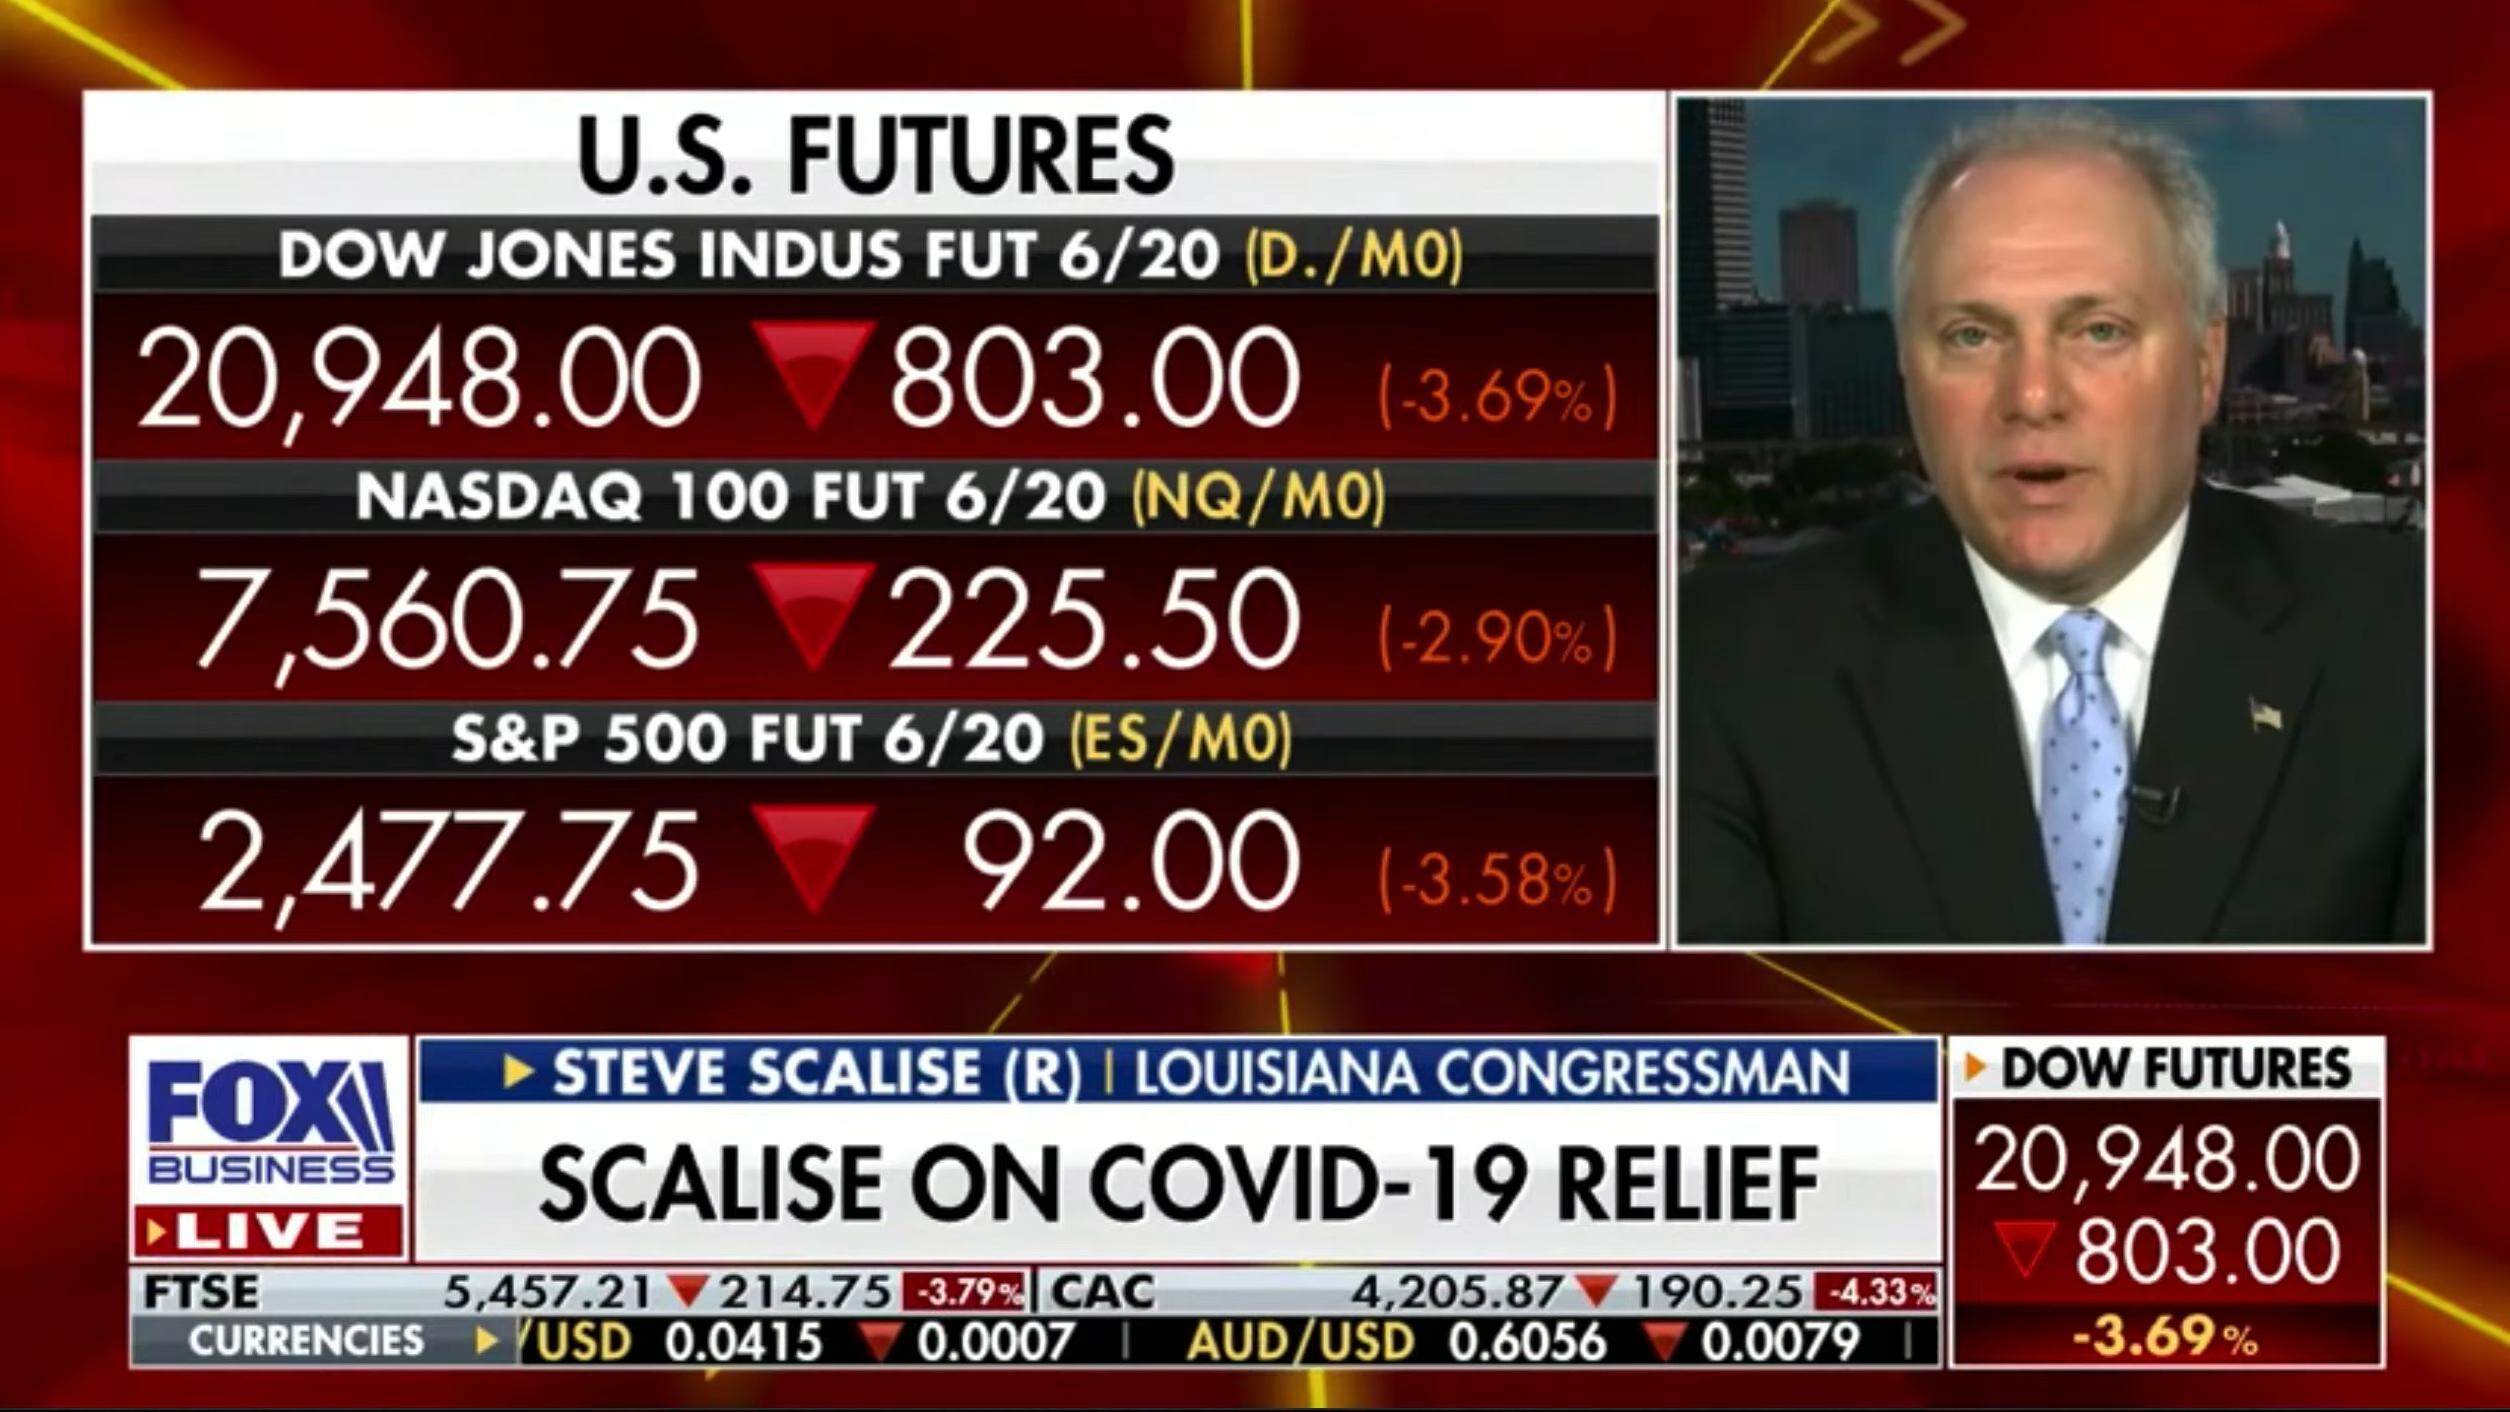 U.S. FUTURES
DOW JONES INDUS FUT 6/20 (D./M0)
20,948.00 ▼ 803.00 (-3.69%)
NASDAQ 100 FUT 6/20 (NQ/M0)
7,560.75 ▼ 225.50 (-2.90%)
S&P 500 FUT 6/20 (ES/M0)
2,477.75 ▼ 92.00 (-3.58%)
FOX
BUSINESS
LIVE
STEVE SCALISE (R) | LOUISIANA CONGRESSMAN
SCALISE ON COVID-19 RELIEF
DOW FUTURES
20,948.00
▼ 803.00
-3.69%
FTSE 5,457.21 ▼ 214.75 -3.79% | CAC 4,205.87 ▼ 190.25 -4.33%
CURRENCIES /USD 0.0415 ▼ 0.0007 | AUD/USD 0.6056 ▼ 0.0079 |